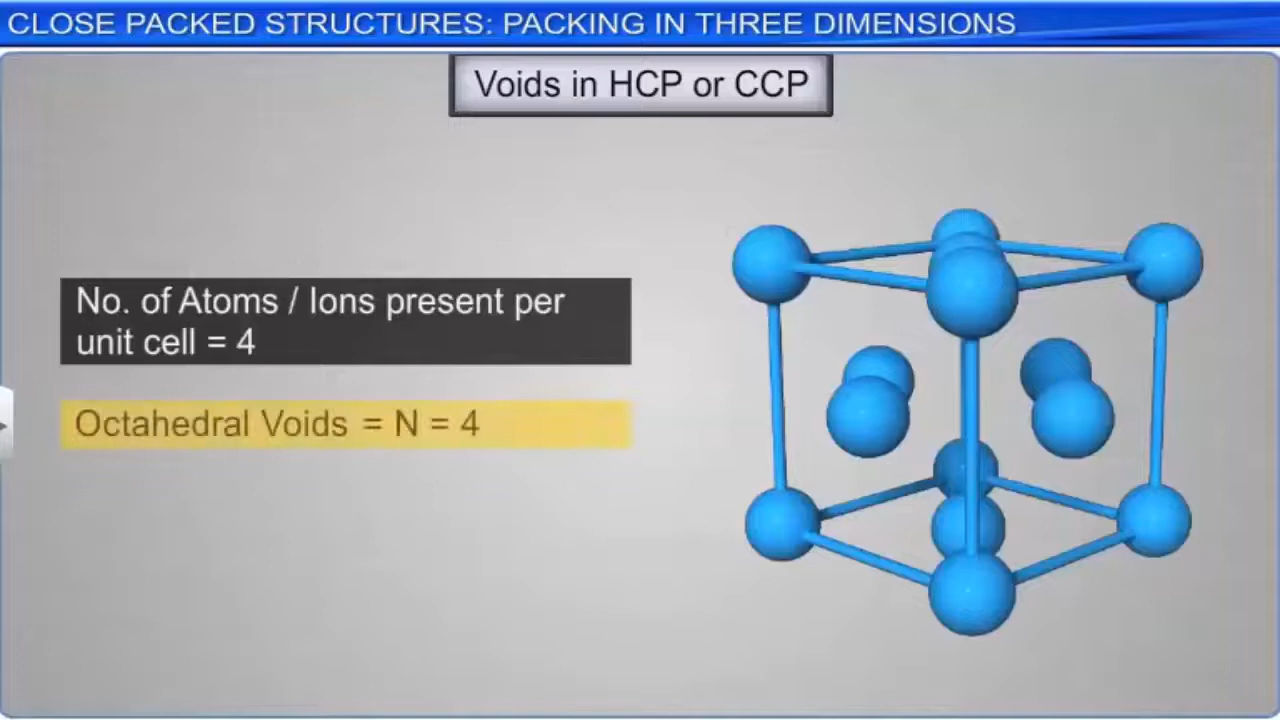 CLOSE PACKED STRUCTURES: PACKING IN THREE DIMENSIONS
Voids in HCP or CCP
No. of Atoms / Ions present per
unit cell = 4
Octahedral Voids = N = 4